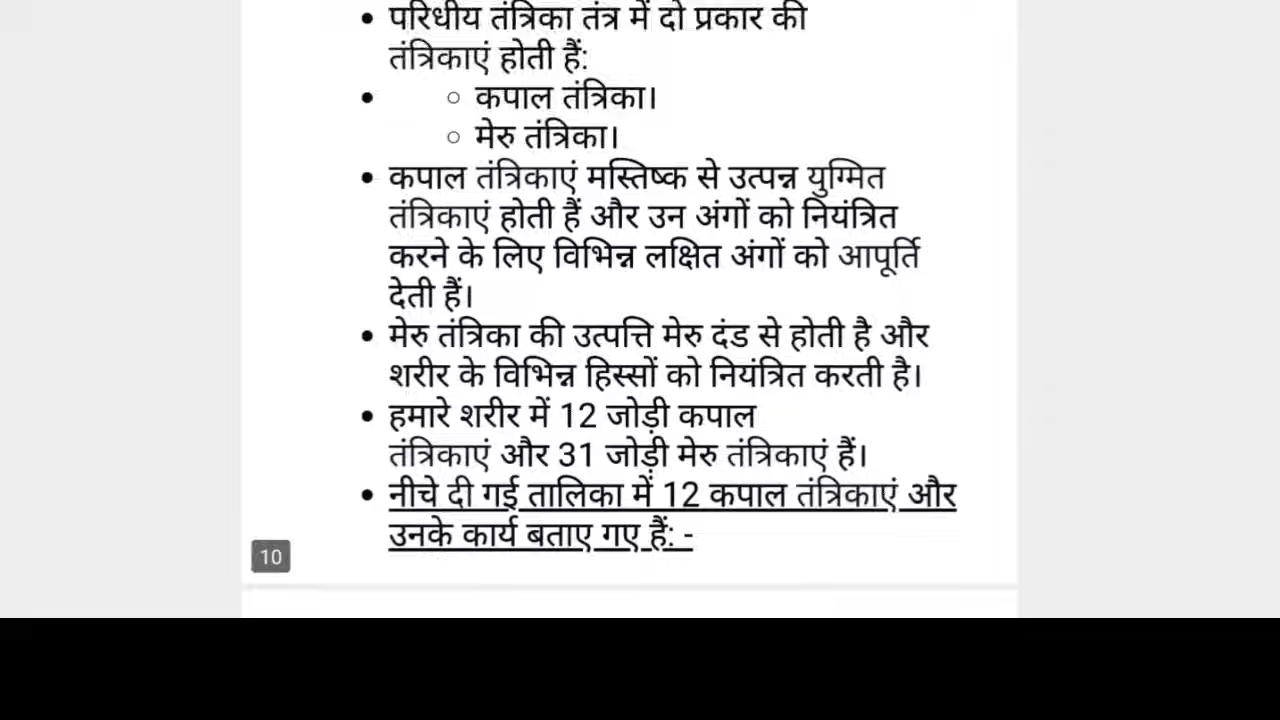 • परिधीय तंत्रिका तंत्र में दो प्रकार की
तंत्रिकाएं होती हैं:
• ○ कपाल तंत्रिका।
○ मेरु तंत्रिका।
• कपाल तंत्रिकाएं मस्तिष्क से उत्पन्न युग्मित
तंत्रिकाएं होती हैं और उन अंगों को नियंत्रित
करने के लिए विभिन्न लक्षित अंगों को आपूर्ति
देती हैं।
• मेरु तंत्रिका की उत्पत्ति मेरु दंड से होती है और
शरीर के विभिन्न हिस्सों को नियंत्रित करती है।
• हमारे शरीर में 12 जोड़ी कपाल
तंत्रिकाएं और 31 जोड़ी मेरु तंत्रिकाएं हैं।
• नीचे दी गई तालिका में 12 कपाल तंत्रिकाएं और
उनके कार्य बताए गए हैं: -
10